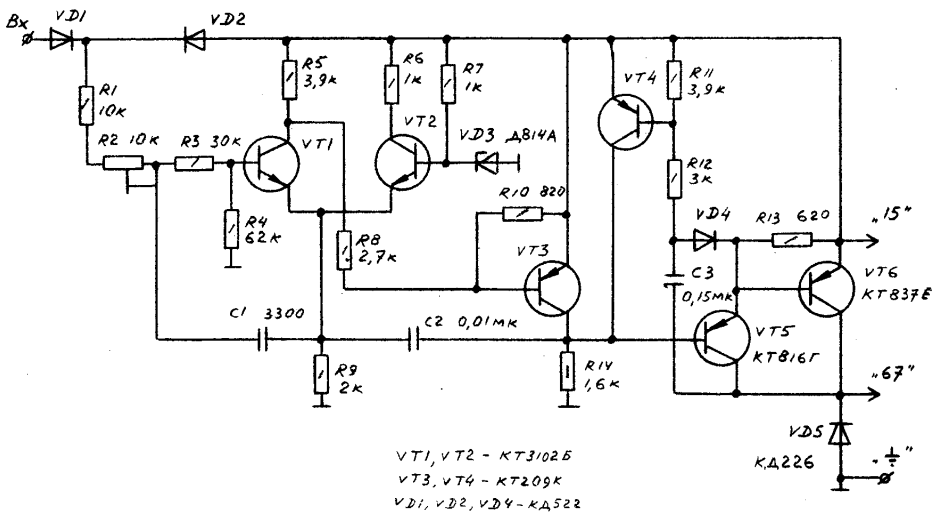 Вх
VD1
VD2
R1
10к
R2 10к
R3 30к
R4
62к
R5
3,9к
VT1
R6
1к
R7
1к
VT2
VD3 Д814А
R8
2,7к
R10 820
VT3
VT4
R11
3,9к
R12
3к
VD4
R13 620
„15"
VT6
КТ837Е
C3
0,15мк
VT5
КТ816Г
C1 3300
C2 0,01мк
R9
2к
R14
1,6к
„67"
VD5
КД226
„⏚"
VT1, VT2 - КТ3102Б
VT3, VT4 - КТ209К
VD1, VD2, VD4 - КД522